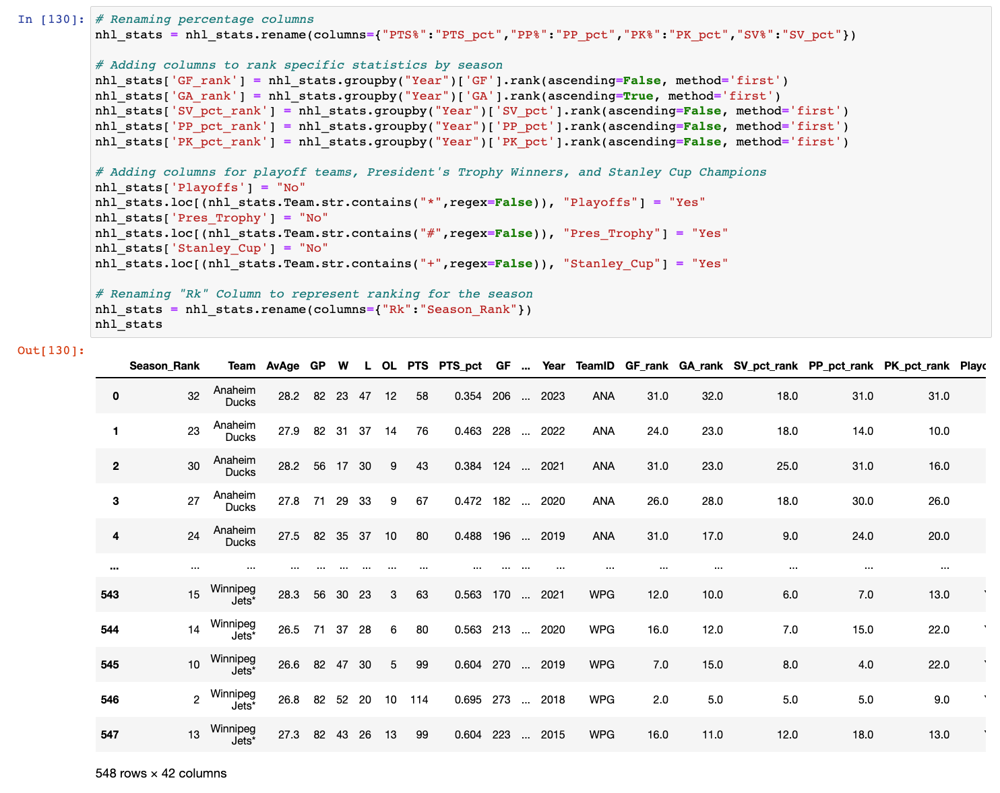 In [130]:
# Renaming percentage columns
nhl_stats = nhl_stats.rename(columns={"PTS%":"PTS_pct","PP%":"PP_pct","PK%":"PK_pct","SV%":"SV_pct"})
# Adding columns to rank specific statistics by season
nhl_stats['GF_rank'] = nhl_stats.groupby("Year")['GF'].rank(ascending=False, method='first')
nhl_stats['GA_rank'] = nhl_stats.groupby("Year")['GA'].rank(ascending=True, method='first')
nhl_stats['SV_pct_rank'] = nhl_stats.groupby("Year")['SV_pct'].rank(ascending=False, method='first')
nhl_stats['PP_pct_rank'] = nhl_stats.groupby("Year")['PP_pct'].rank(ascending=False, method='first')
nhl_stats['PK_pct_rank'] = nhl_stats.groupby("Year")['PK_pct'].rank(ascending=False, method='first')
# Adding columns for playoff teams, President's Trophy Winners, and Stanley Cup Champions
nhl_stats['Playoffs'] = "No"
nhl_stats.loc[(nhl_stats.Team.str.contains("*",regex=False)), "Playoffs"] = "Yes"
nhl_stats['Pres_Trophy'] = "No"
nhl_stats.loc[(nhl_stats.Team.str.contains("#",regex=False)), "Pres_Trophy"] = "Yes"
nhl_stats['Stanley_Cup'] = "No"
nhl_stats.loc[(nhl_stats.Team.str.contains("+",regex=False)), "Stanley_Cup"] = "Yes"
# Renaming "Rk" Column to represent ranking for the season
nhl_stats = nhl_stats.rename(columns={"Rk":"Season_Rank"})
nhl_stats
Out[130]:
Season_Rank Team AvAge GP W L OL PTS PTS_pct GF ... Year TeamID GF_rank GA_rank SV_pct_rank PP_pct_rank PK_pct_rank
0 32 Anaheim Ducks 28.2 82 23 47 12 58 0.354 206 ... 2023 ANA 31.0 32.0 18.0 31.0 31.0
1 23 Anaheim Ducks 27.9 82 31 37 14 76 0.463 228 ... 2022 ANA 24.0 23.0 18.0 14.0 10.0
2 30 Anaheim Ducks 28.2 56 17 30 9 43 0.384 124 ... 2021 ANA 31.0 23.0 25.0 31.0 16.0
3 27 Anaheim Ducks 27.8 71 29 33 9 67 0.472 182 ... 2020 ANA 26.0 28.0 18.0 30.0 26.0
4 24 Anaheim Ducks 27.5 82 35 37 10 80 0.488 196 ... 2019 ANA 31.0 17.0 9.0 24.0 20.0
... ... ... ... ... ... ... ... ... ... ... ... ... ... ... ... ... ... ...
543 15 Winnipeg Jets* 28.3 56 30 23 3 63 0.563 170 ... 2021 WPG 12.0 10.0 6.0 7.0 13.0
544 14 Winnipeg Jets* 26.5 71 37 28 6 80 0.563 213 ... 2020 WPG 16.0 12.0 7.0 15.0 22.0
545 10 Winnipeg Jets* 26.6 82 47 30 5 99 0.604 270 ... 2019 WPG 7.0 15.0 8.0 4.0 22.0
546 2 Winnipeg Jets* 26.8 82 52 20 10 114 0.695 273 ... 2018 WPG 2.0 5.0 5.0 5.0 9.0
547 13 Winnipeg Jets* 27.3 82 43 26 13 99 0.604 223 ... 2015 WPG 16.0 11.0 12.0 18.0 13.0
548 rows × 42 columns